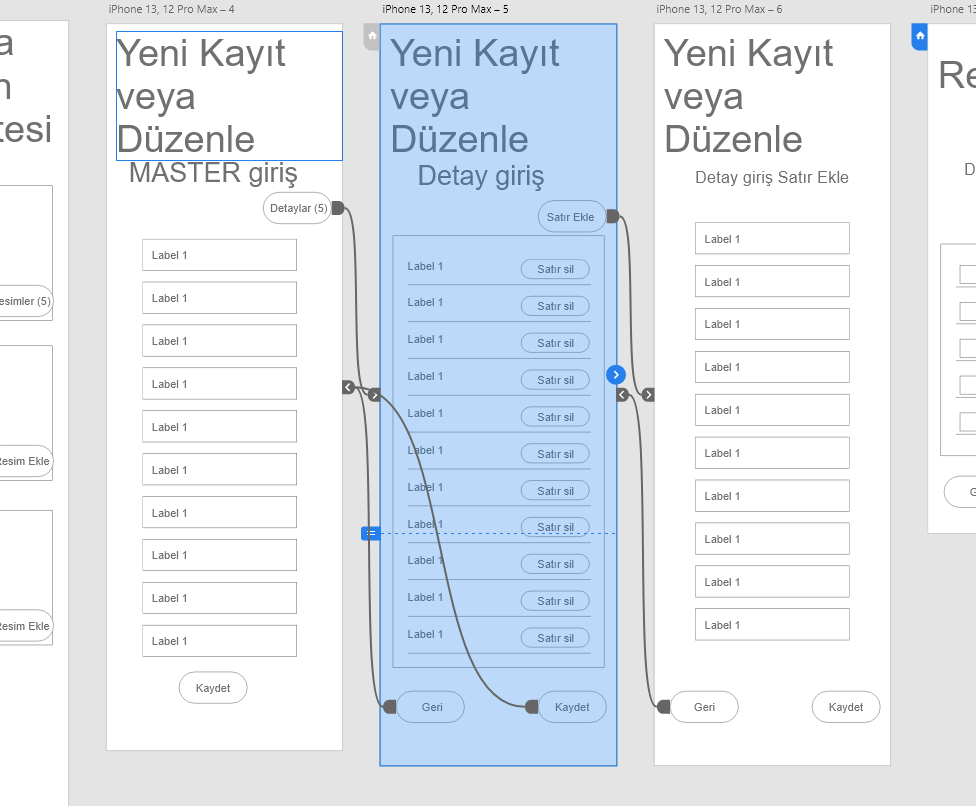 iPhone 13, 12 Pro Max – 4
iPhone 13, 12 Pro Max – 5
iPhone 13, 12 Pro Max – 6
iPhone 13
a
n
tesi
esimler (5)
Resim Ekle
Resim Ekle
Yeni Kayıt
veya
Düzenle
MASTER giriş
Detaylar (5)
Label 1
Label 1
Label 1
Label 1
Label 1
Label 1
Label 1
Label 1
Label 1
Label 1
Kaydet
Yeni Kayıt
veya
Düzenle
Detay giriş
Satır Ekle
Label 1 Satır sil
Label 1 Satır sil
Label 1 Satır sil
Label 1 Satır sil
Label 1 Satır sil
Label 1 Satır sil
Label 1 Satır sil
Label 1 Satır sil
Label 1 Satır sil
Label 1 Satır sil
Label 1 Satır sil
Geri Kaydet
Yeni Kayıt
veya
Düzenle
Detay giriş Satır Ekle
Label 1
Label 1
Label 1
Label 1
Label 1
Label 1
Label 1
Label 1
Label 1
Label 1
Geri Kaydet
Re
D
G